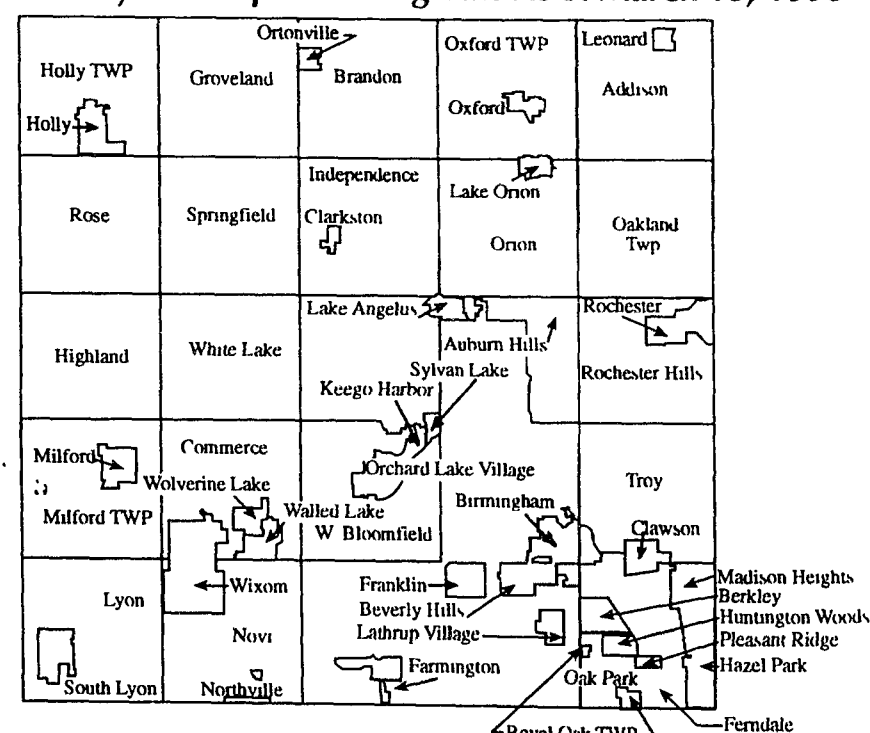 Ortonville
Oxford TWP
Leonard
Holly TWP
Groveland
Brandon
Addison
Oxford
Holly
Independence
Lake Orion
Rose
Springfield
Clarkston
Orion
Oakland
Twp
Lake Angelus
Rochester
Highland
White Lake
Auburn Hills
Sylvan Lake
Rochester Hills
Keego Harbor
Milford
Commerce
Orchard Lake Village
Troy
Wolverine Lake
Birmingham
Milford TWP
Walled Lake
W Bloomfield
Clawson
Lyon
Wixom
Franklin
Madison Heights
Beverly Hills
Berkley
Huntington Woods
Novi
Lathrup Village
Pleasant Ridge
Farmington
Oak Park
Hazel Park
South Lyon
Northville
Royal Oak TWP
Ferndale